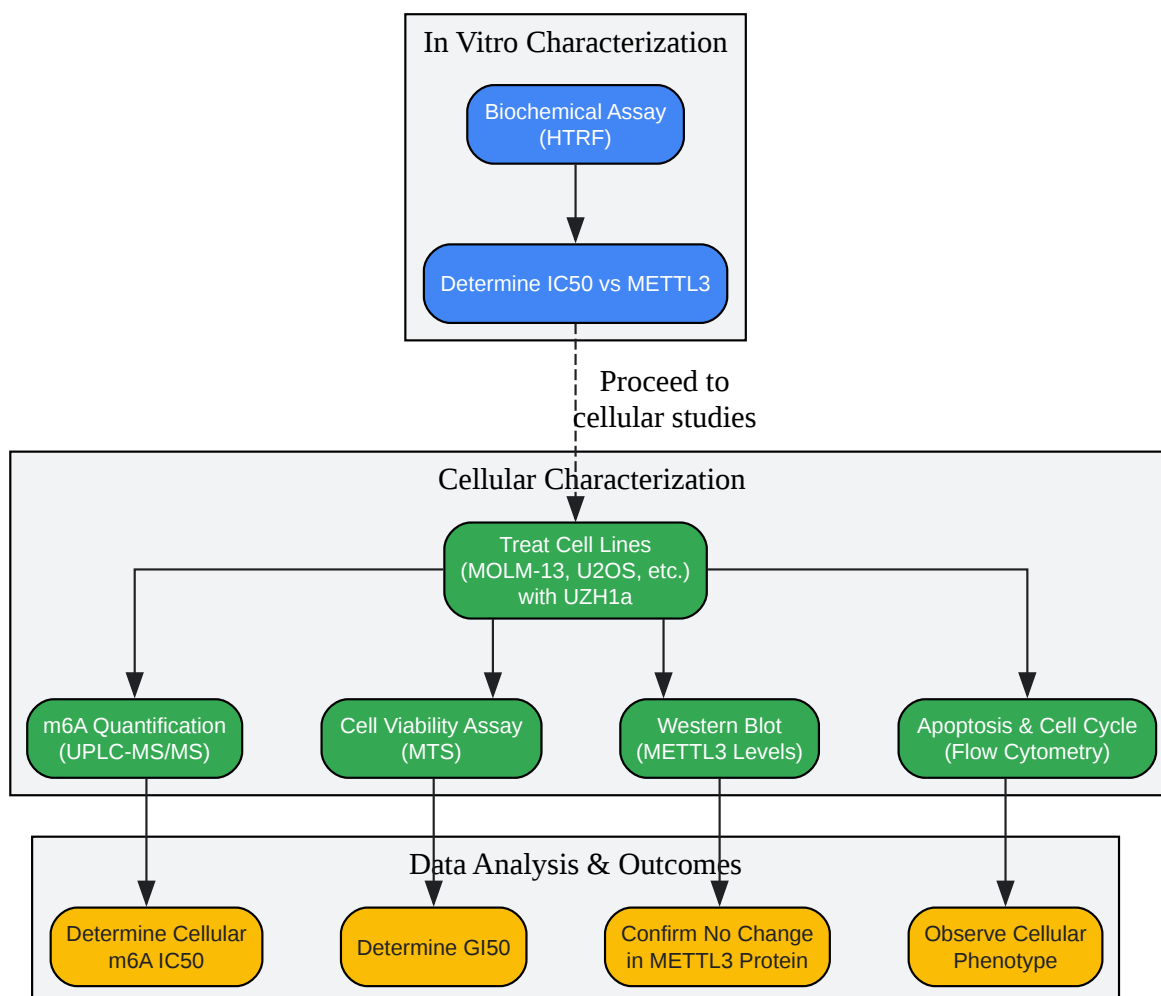 In Vitro Characterization
Biochemical Assay
(HTRF)
Determine IC50 vs METTL3
Proceed to
cellular studies
Cellular Characterization
Treat Cell Lines
(MOLM-13, U2OS, etc.)
with UZH1a
m6A Quantification
(UPLC-MS/MS)
Cell Viability Assay
(MTS)
Western Blot
(METTL3 Levels)
Apoptosis & Cell Cycle
(Flow Cytometry)
Data Analysis & Outcomes
Determine Cellular
m6A IC50
Determine GI50
Confirm No Change
in METTL3 Protein
Observe Cellular
Phenotype